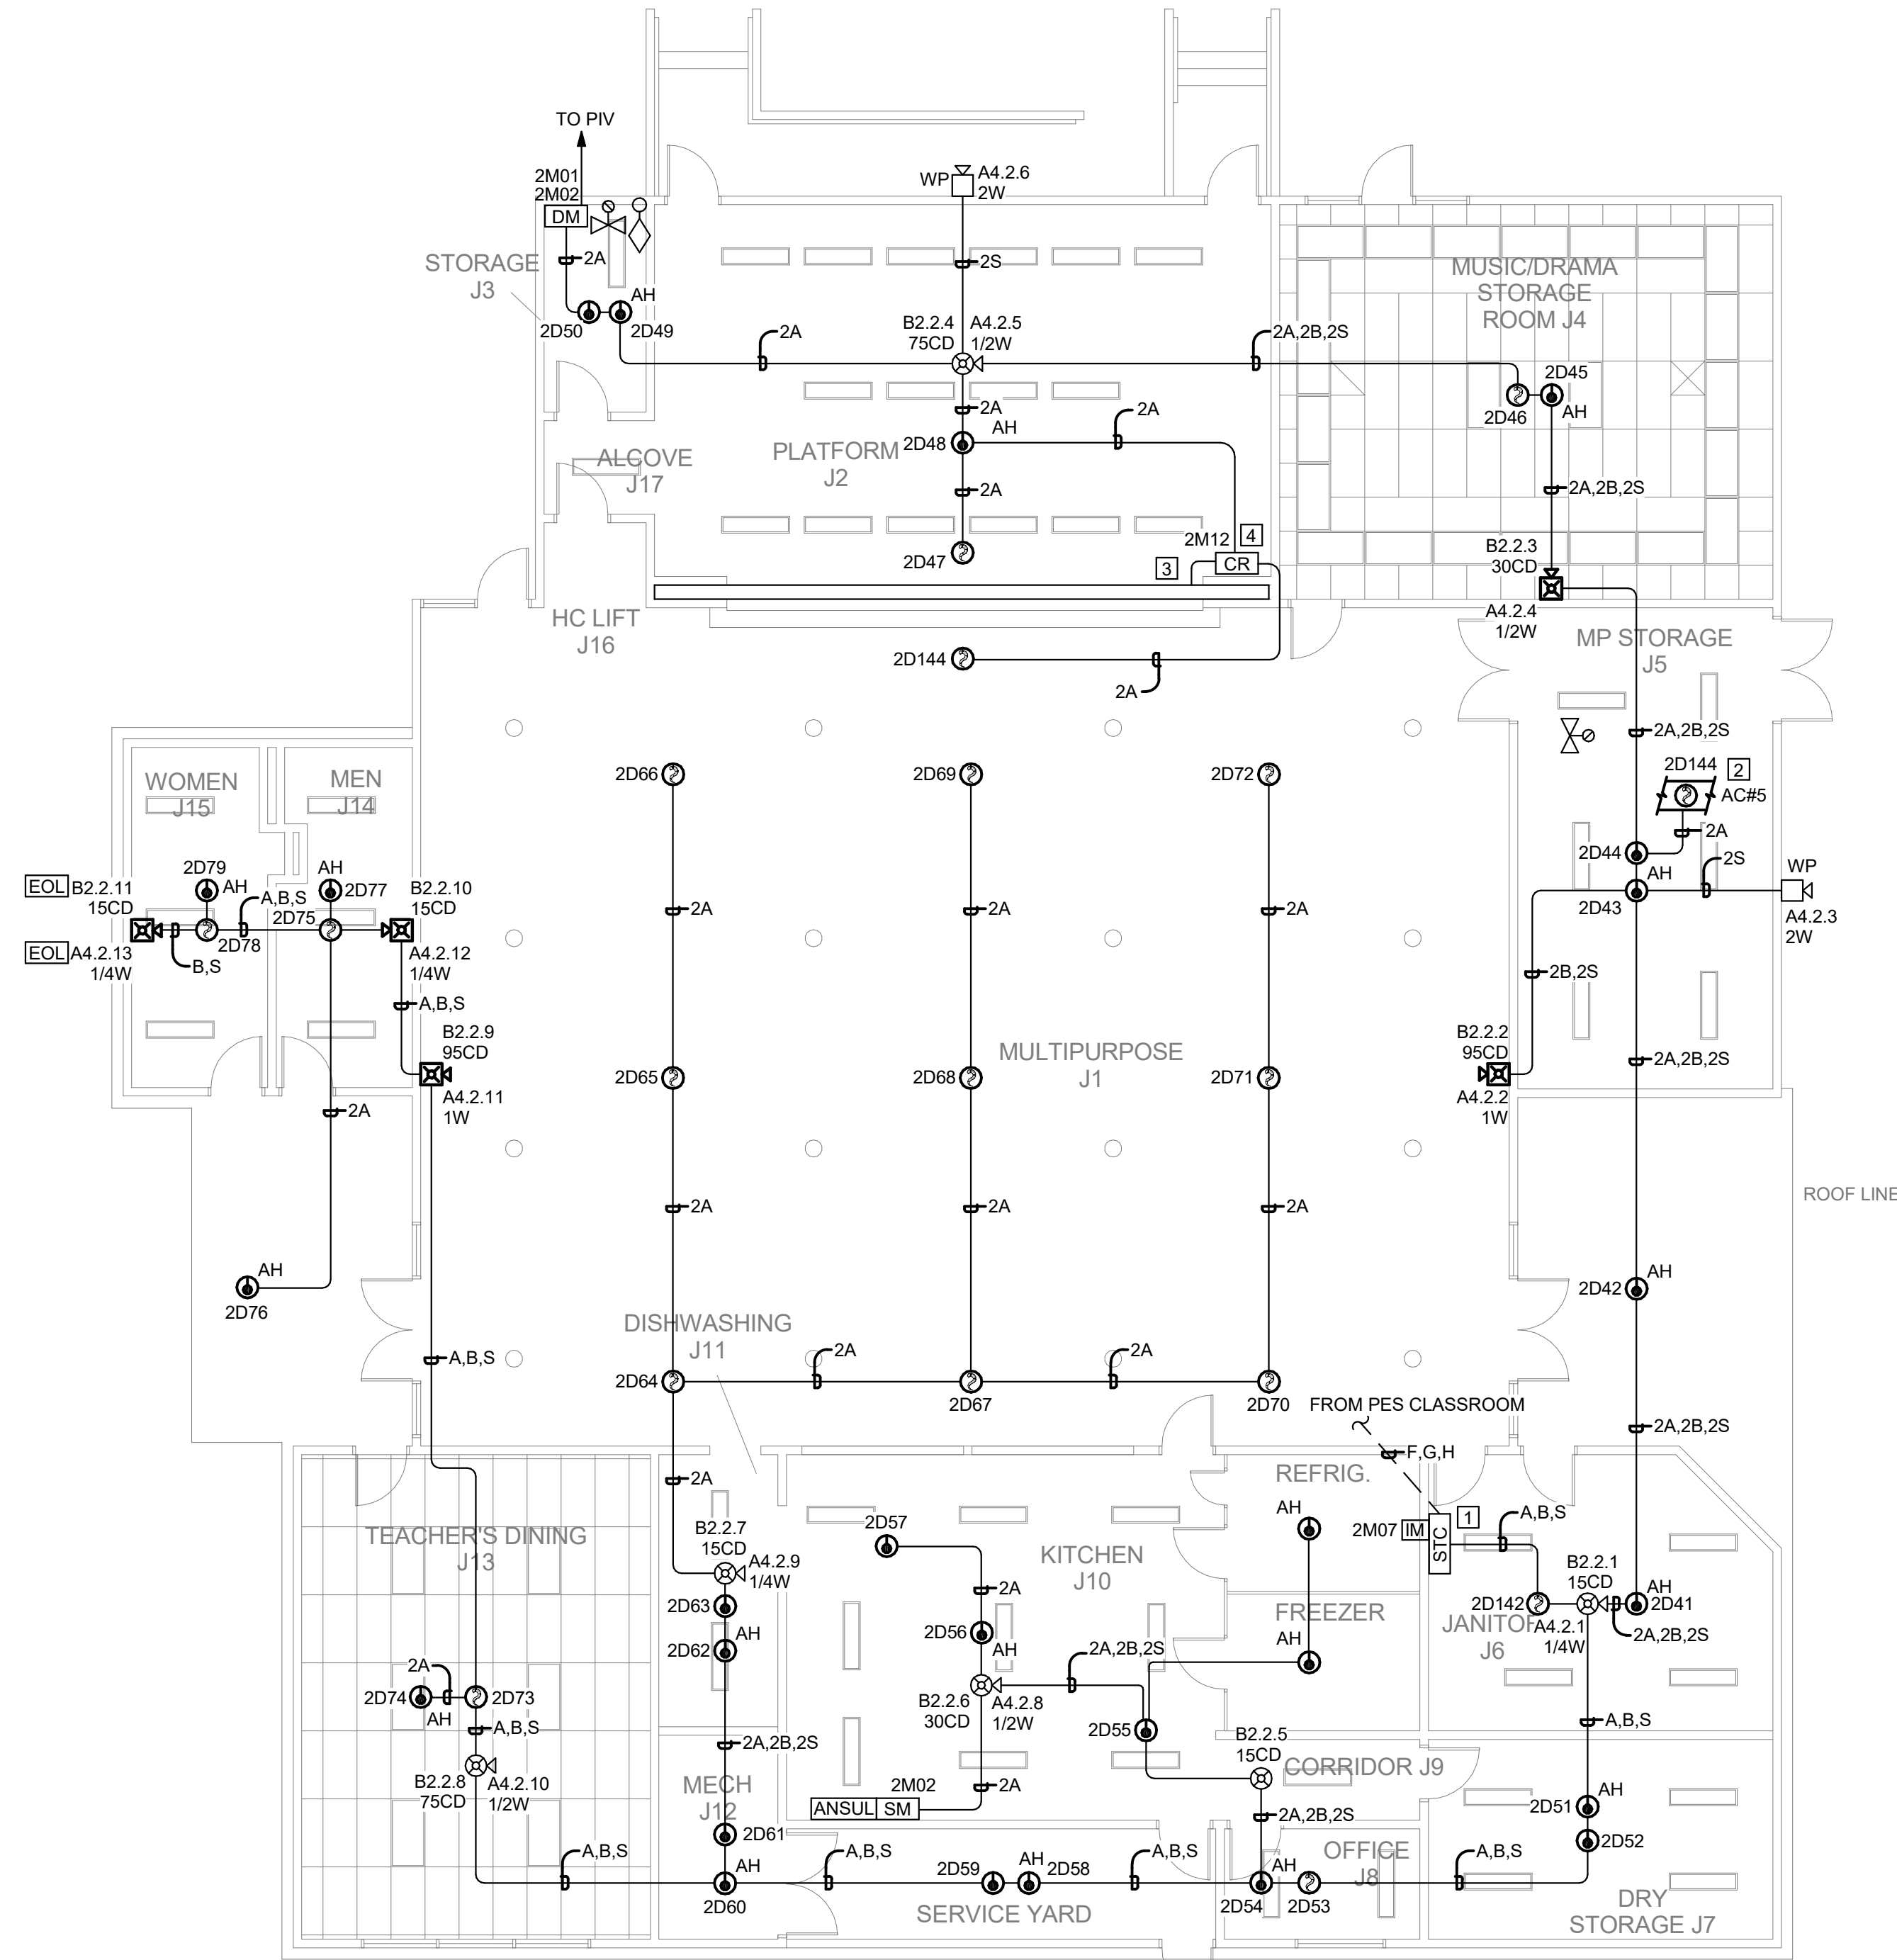 TO PIV
2M01
2M02
DM
2A
STORAGE
J3
AH
2D50
2D49
WP
A4.2.6
2W
2S
B2.2.4
75CD
A4.2.5
1/2W
2A
2A,2B,2S
MUSIC/DRAMA
STORAGE
ROOM J4
2D45
2D46
AH
2A
AH
2D48
2A
PLATFORM
J2
ALCOVE
J17
2A
2D47
2M12
4
CR
3
2A,2B,2S
B2.2.3
30CD
A4.2.4
1/2W
HC LIFT
J16
2D144
2A
MP STORAGE
J5
2A,2B,2S
2D144
2
AC#5
2A
2D44
2S
AH
2D43
WP
A4.2.3
2W
2D66
2D69
2D72
WOMEN
J15
MEN
J14
2D79
AH
AH
2D77
EOL
B2.2.11
15CD
A,B,S
2D75
2D78
B2.2.10
15CD
EOL
A4.2.13
1/4W
B,S
A4.2.12
1/4W
A,B,S
2A
2A
2A
2B,2S
B2.2.9
95CD
A4.2.11
1W
2D65
2D68
2D71
MULTIPURPOSE
J1
B2.2.2
95CD
A4.2.2
1W
2A,2B,2S
2A
2A
2A
2A
ROOF LINE
AH
2D76
AH
2D42
DISHWASHING
J11
A,B,S
2D64
2A
2D67
2A
2D70
FROM PES CLASSROOM
F,G,H
2A,2B,2S
2A
REFRIG.
AH
TEACHER'S DINING
J13
B2.2.7
15CD
A4.2.9
1/4W
2D57
KITCHEN
J10
2M07
IM
STC
1
A,B,S
2A
2D63
2D62
AH
2D56
AH
FREEZER
AH
B2.2.1
15CD
2D142
A4.2.1
1/4W
AH
2D41
2A,2B,2S
JANITOR
J6
2A,2B,2S
2A
2D74
AH
2D73
A,B,S
B2.2.6
30CD
A4.2.8
1/2W
2D55
B2.2.5
15CD
A,B,S
2A,2B,2S
B2.2.8
75CD
A4.2.10
1/2W
MECH
J12
2M02
2A
ANSUL
SM
CORRIDOR J9
2A,2B,2S
AH
2D51
2D52
2D61
A,B,S
AH
2D60
A,B,S
2D59
AH
2D58
A,B,S
AH
2D54
2D53
OFFICE
J8
A,B,S
SERVICE YARD
DRY
STORAGE J7